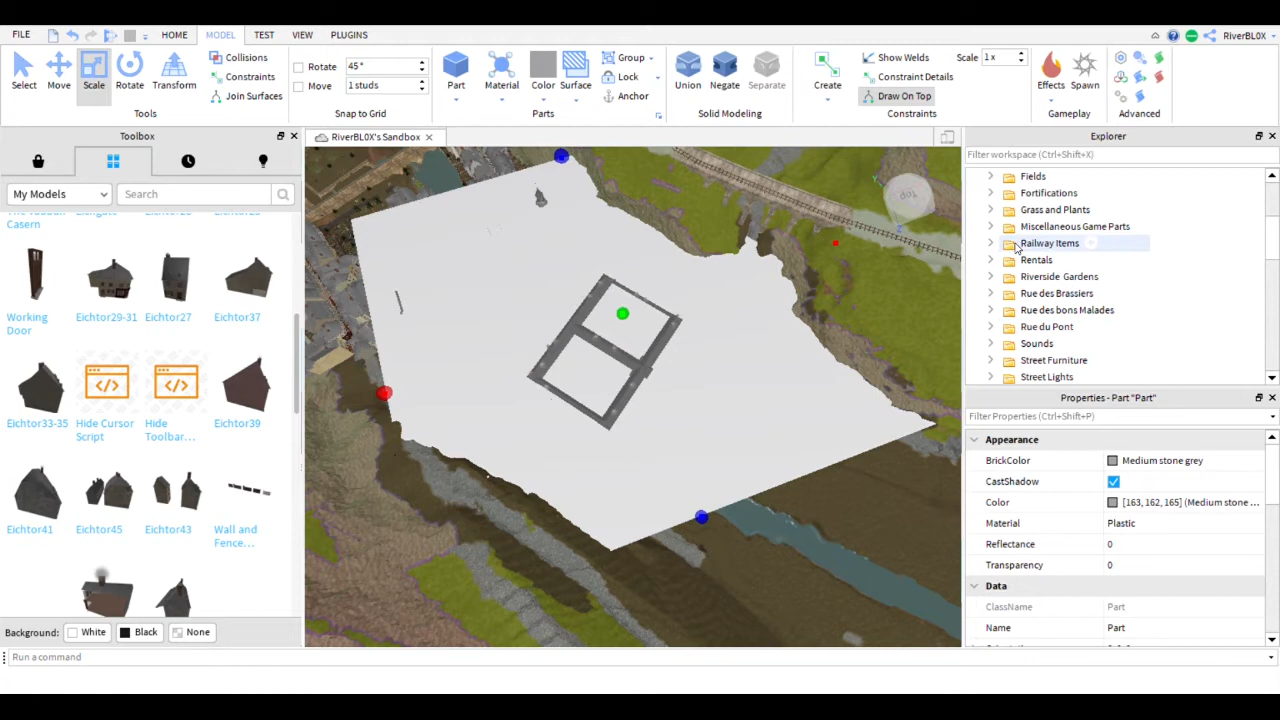 FILE HOME MODEL TEST VIEW PLUGINS RiverBL0X
Select Move Scale Rotate Transform
Collisions
Constraints
Join Surfaces
Tools
Rotate 45°
Move 1 studs
Snap to Grid
Part Material Color Surface
Group
Lock
Anchor
Parts
Union Negate Separate
Solid Modeling
Create
Show Welds Scale 1 x
Constraint Details
Draw On Top
Constraints
Effects Spawn
Gameplay
Advanced
Toolbox
RiverBL0X's Sandbox
Explorer
My Models Search
Filter workspace (Ctrl+Shift+X)
Casern
Working Door
Eichtor29-31
Eichtor27
Eichtor37
Eichtor33-35
Hide Cursor Script
Hide Toolbar...
Eichtor39
Eichtor41
Eichtor45
Eichtor43
Wall and Fence...
Background: White Black None
Run a command
TOP
Y
Z
Fields
Fortifications
Grass and Plants
Miscellaneous Game Parts
Railway Items
Rentals
Riverside Gardens
Rue des Brassiers
Rue des bons Malades
Rue du Pont
Sounds
Street Furniture
Street Lights
Properties - Part "Part"
Filter Properties (Ctrl+Shift+P)
Appearance
BrickColor Medium stone grey
CastShadow
Color [163, 162, 165] (Medium stone ...
Material Plastic
Reflectance 0
Transparency 0
Data
ClassName Part
Name Part